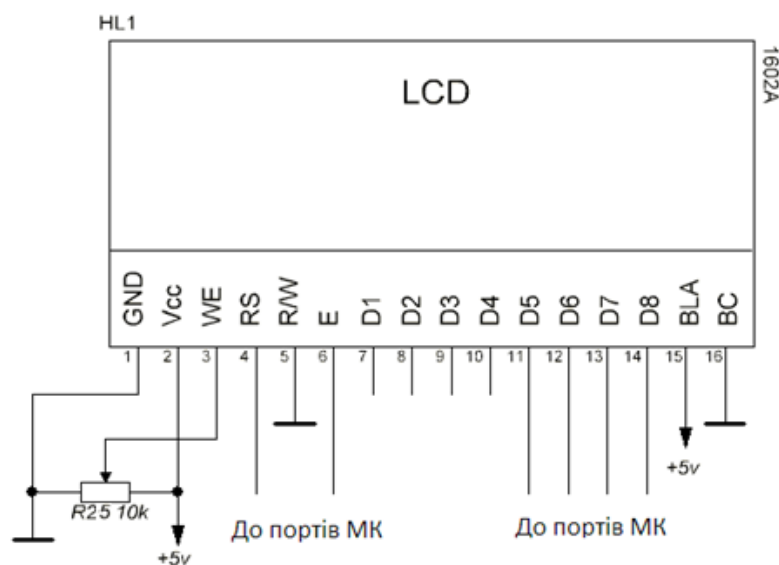 HL1
1602A
LCD
GND Vcc WE RS R/W E D1 D2 D3 D4 D5 D6 D7 D8 BLA BC
1 2 3 4 5 6 7 8 9 10 11 12 13 14 15 16
+5v
R25 10k
До портів МК До портів МК
+5v